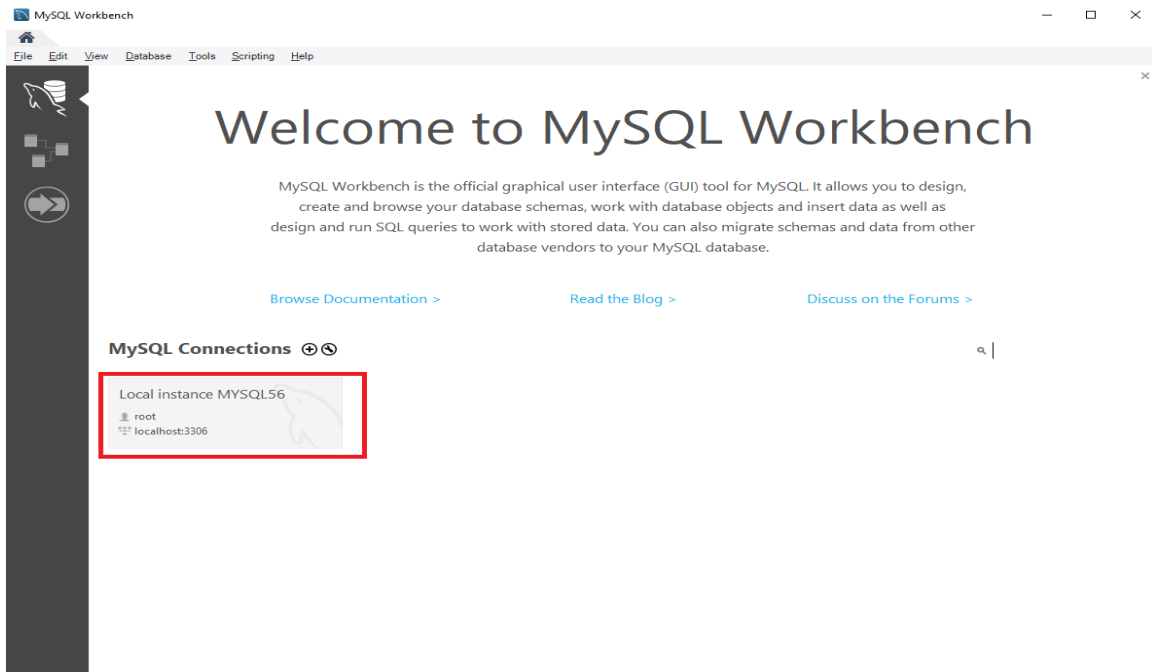 MySQL Workbench
File Edit View Database Tools Scripting Help
Welcome to MySQL Workbench
MySQL Workbench is the official graphical user interface (GUI) tool for MySQL. It allows you to design,
create and browse your database schemas, work with database objects and insert data as well as
design and run SQL queries to work with stored data. You can also migrate schemas and data from other
database vendors to your MySQL database.
Browse Documentation > Read the Blog > Discuss on the Forums >
MySQL Connections
Local instance MYSQL56
root
localhost:3306